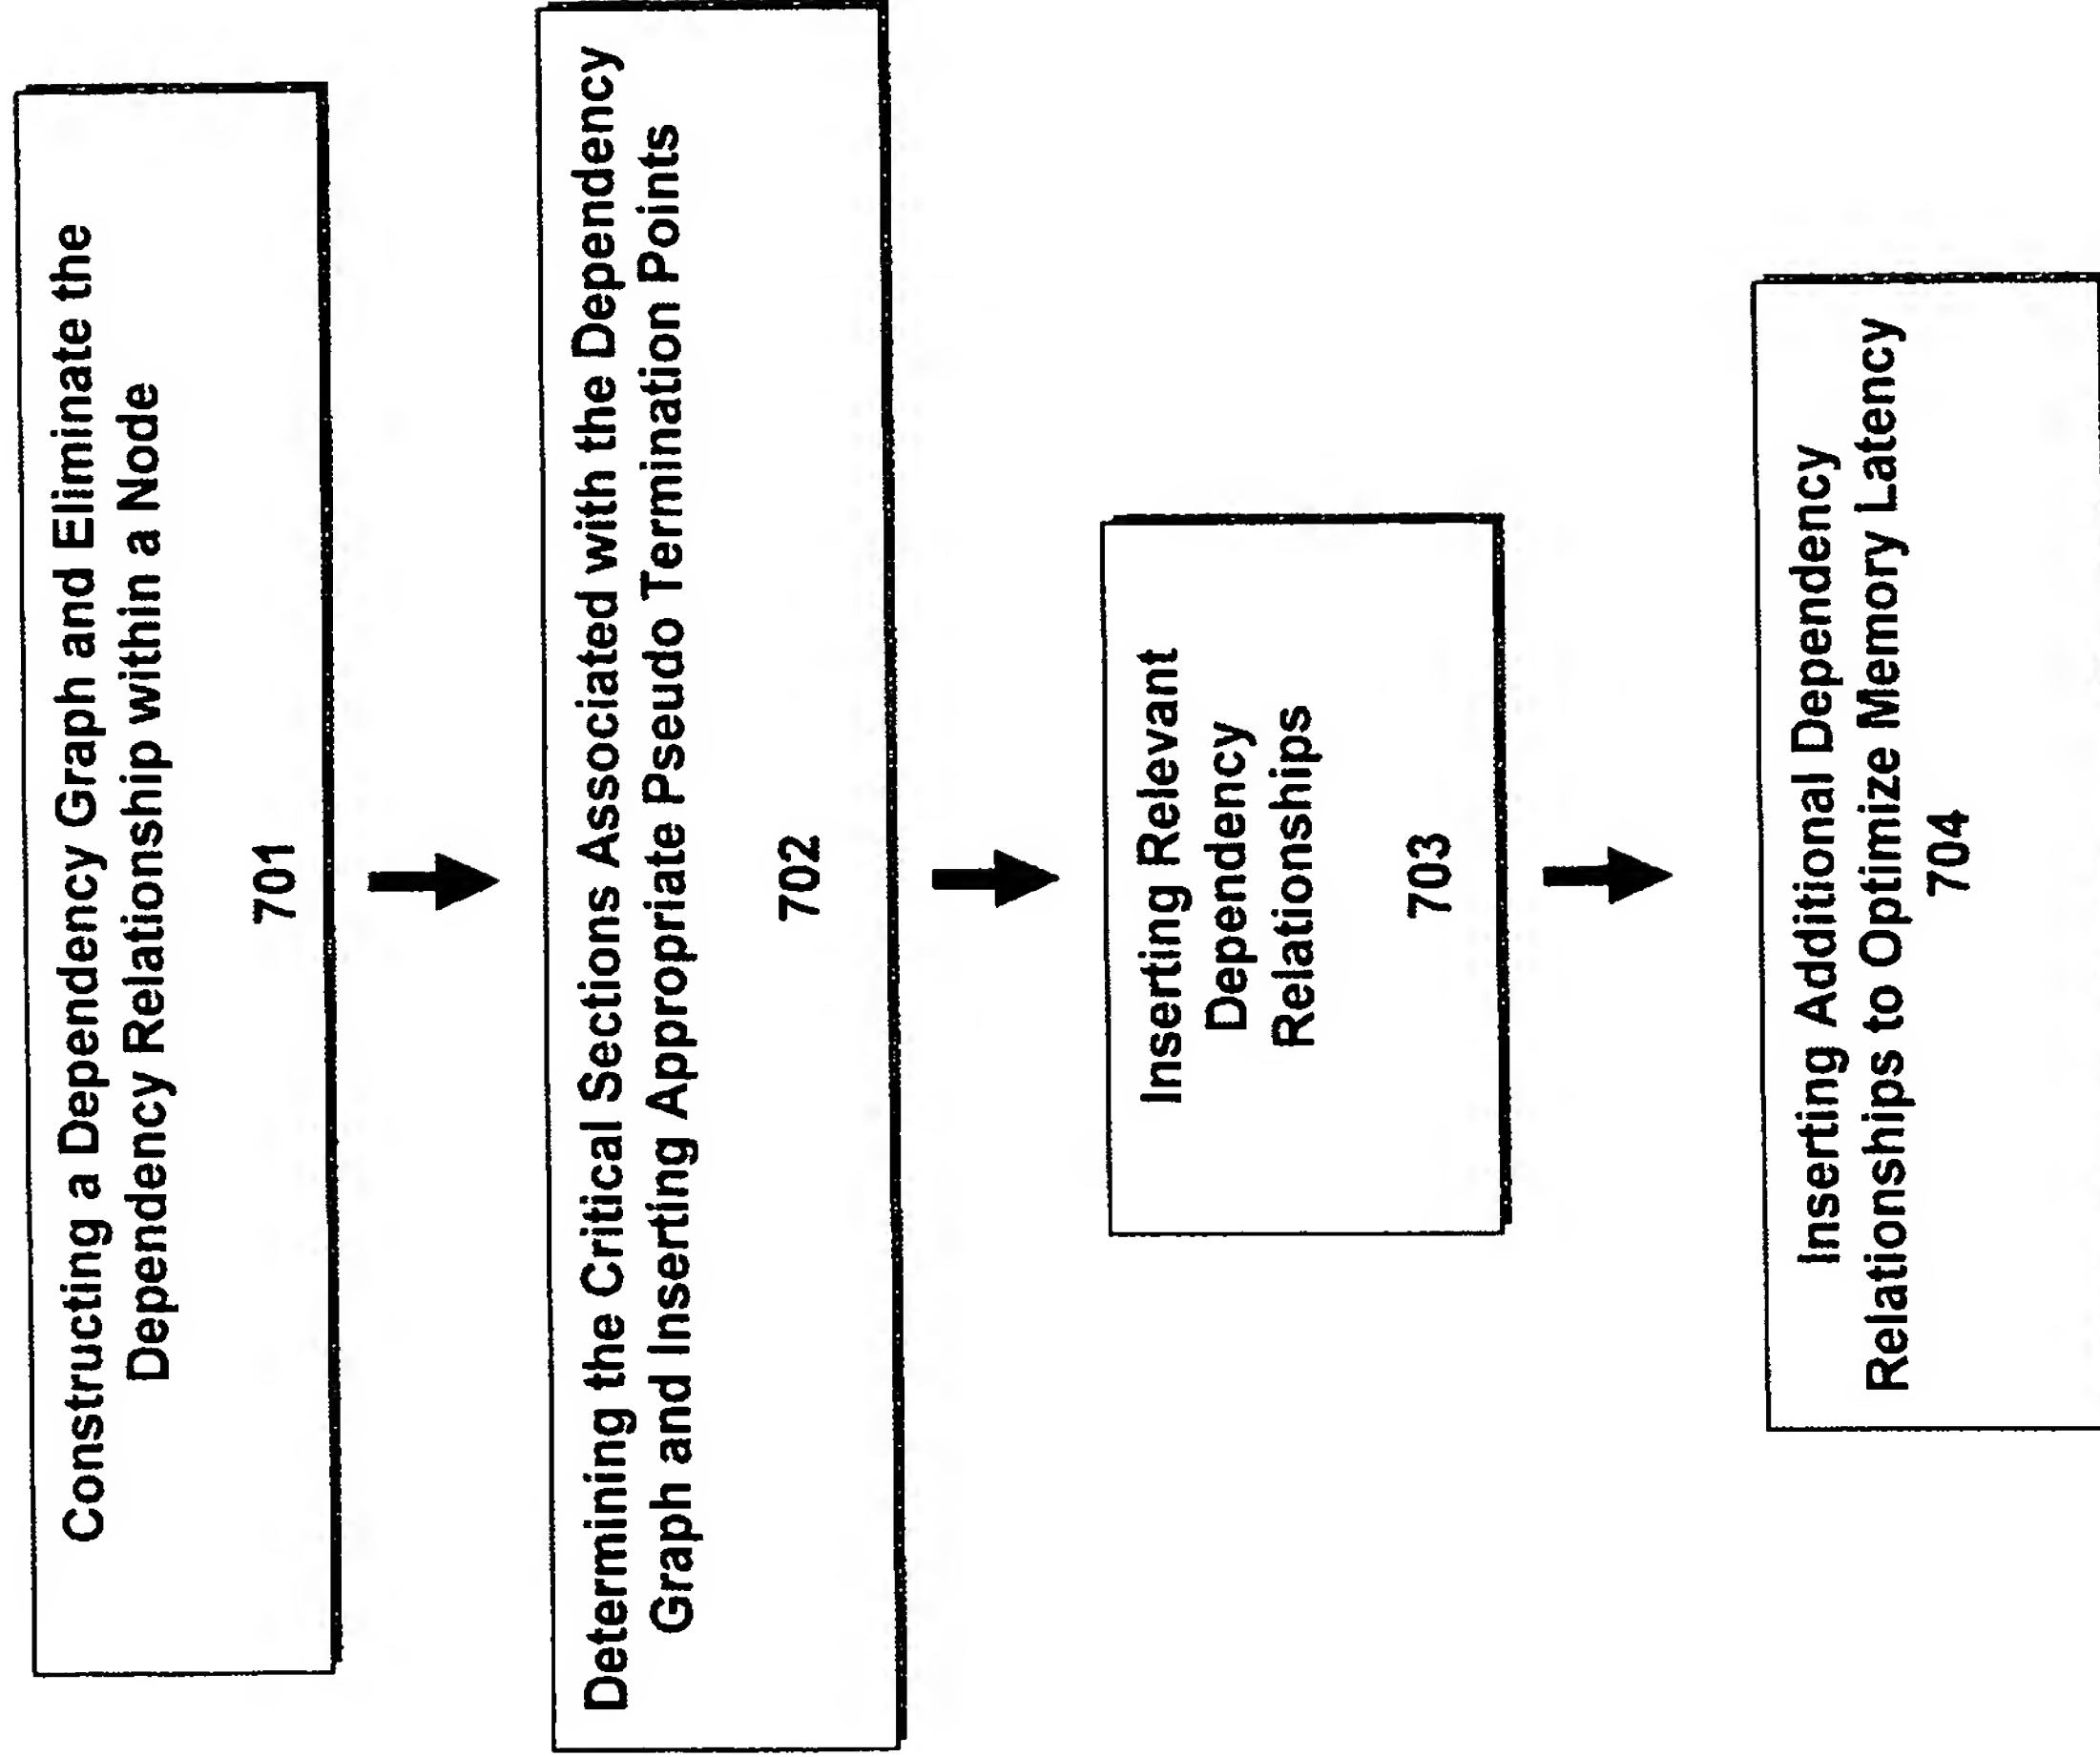 Constructing a Dependency Graph and Eliminate the
Dependency Relationship within a Node
701
Determining the Critical Sections Associated with the Dependency
Graph and Inserting Appropriate Pseudo Termination Points
702
Inserting Relevant
Dependency
Relationships
703
Inserting Additional Dependency
Relationships to Optimize Memory Latency
704